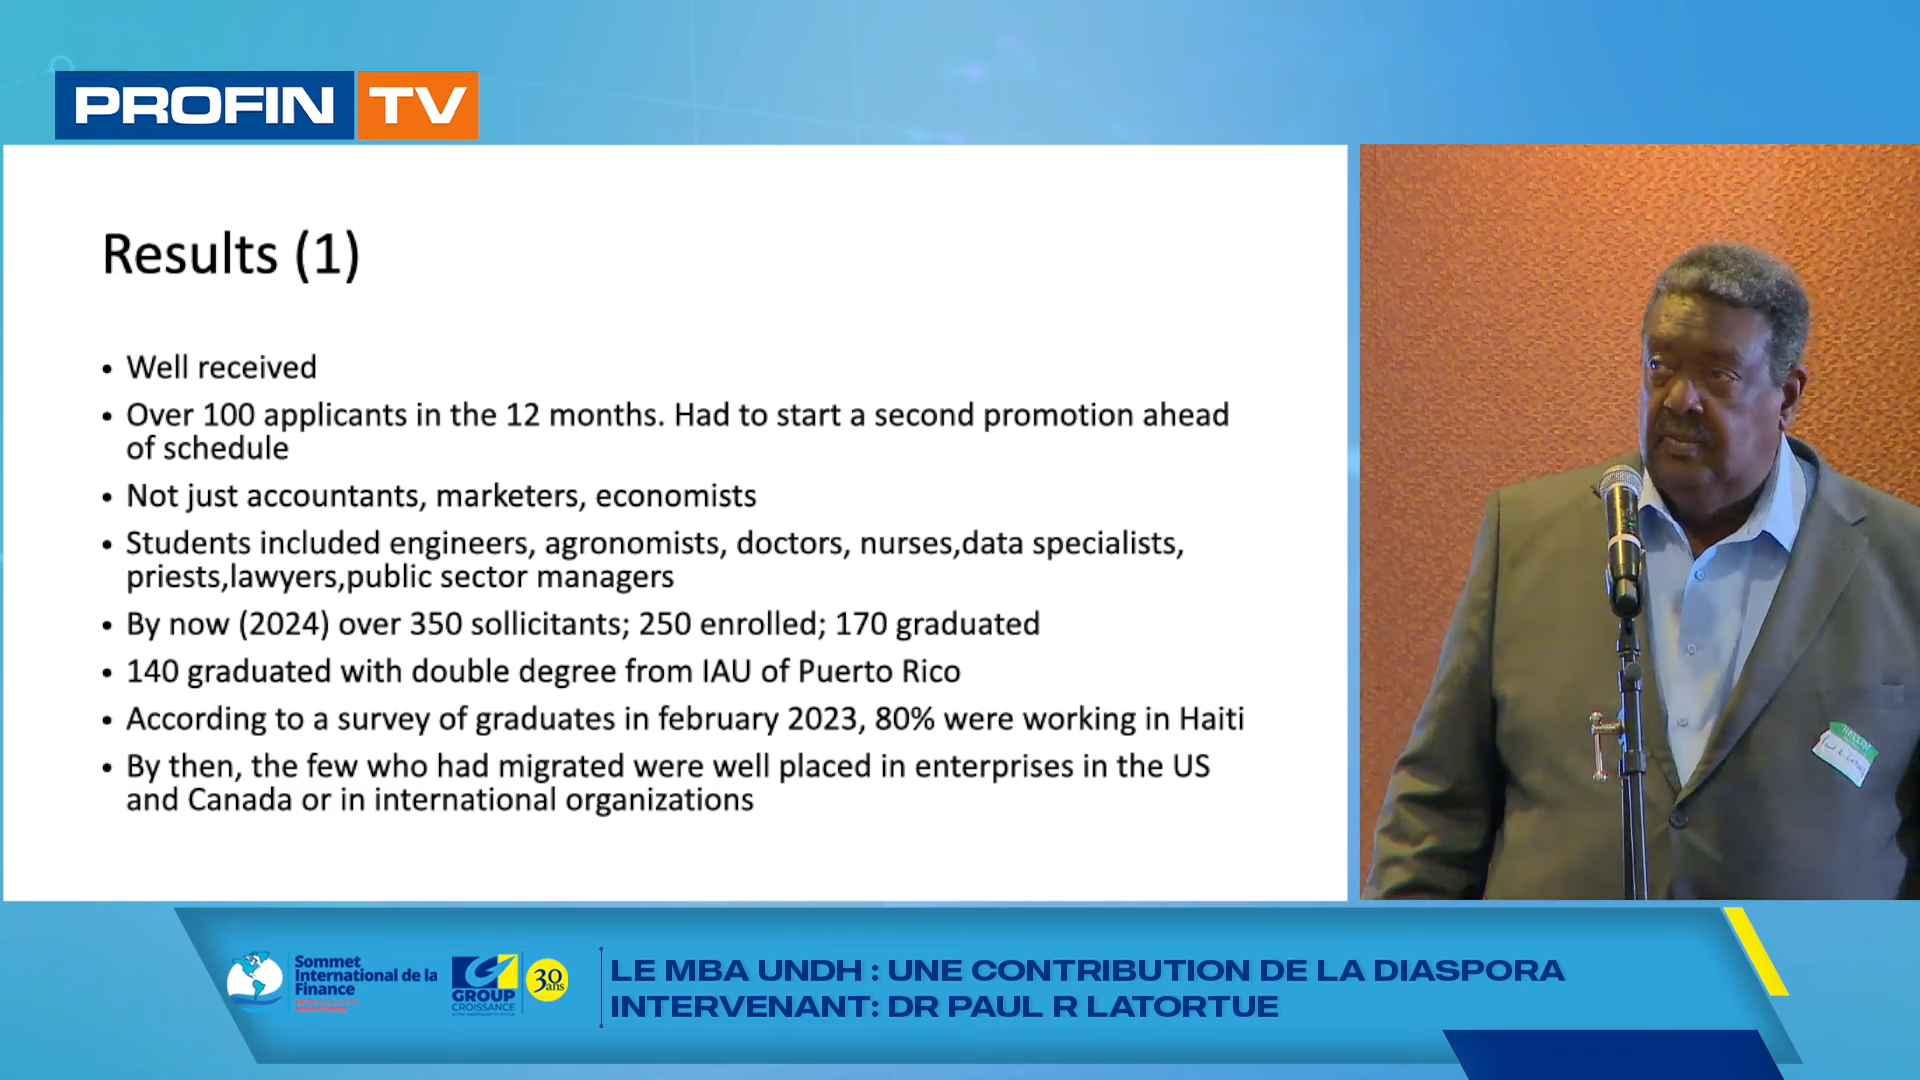 PROFIN TV
Results (1)
• Well received
• Over 100 applicants in the 12 months. Had to start a second promotion ahead
of schedule
• Not just accountants, marketers, economists
• Students included engineers, agronomists, doctors, nurses,data specialists,
priests,lawyers,public sector managers
• By now (2024) over 350 sollicitants; 250 enrolled; 170 graduated
• 140 graduated with double degree from IAU of Puerto Rico
• According to a survey of graduates in february 2023, 80% were working in Haiti
• By then, the few who had migrated were well placed in enterprises in the US
and Canada or in international organizations
Sommet
International de la
Finance
GROUP
CROISSANCE
30
ans
LE MBA UNDH : UNE CONTRIBUTION DE LA DIASPORA
INTERVENANT: DR PAUL R LATORTUE